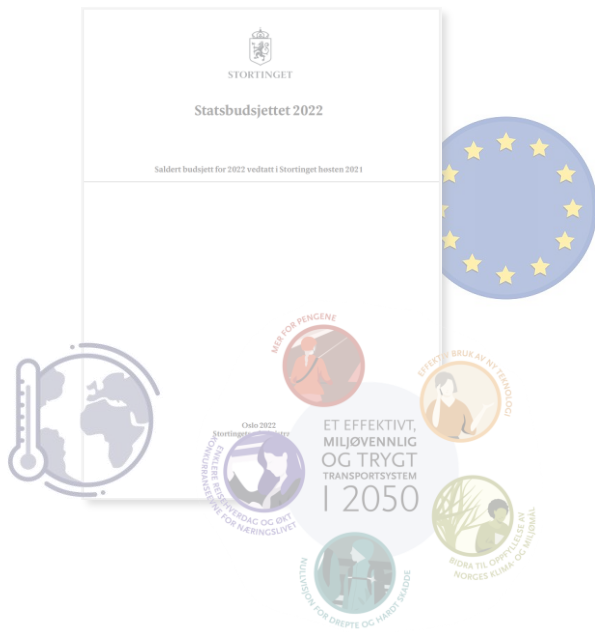 STORTINGET
Statsbudsjettet 2022
Saldert budsjett for 2022 vedtatt i Stortinget høsten 2021
MER FOR PENGENE
EFFEKTIV BRUK AV NY TEKNOLOGI
Oslo 2022
ET EFFEKTIVT,
MILJØVENNLIG
OG TRYGT
TRANSPORTSYSTEM
I 2050
ENKLERE REISEHVERDAG OG ØKT
KONKURRANSEEVNE FOR NÆRINGSLIVET
BIDRA TIL OPPFYLLELSE AV
NORGES KLIMA- OG MILJØMÅL
NULLVISJON FOR DREPTE OG HARDT SKADDE